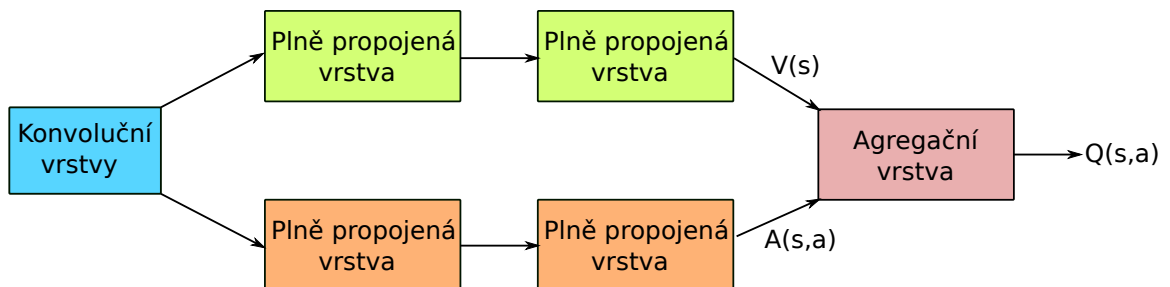 Konvoluční
vrstvy
Plně propojená
vrstva
Plně propojená
vrstva
V(s)
Plně propojená
vrstva
Plně propojená
vrstva
A(s,a)
Agregační
vrstva
Q(s,a)